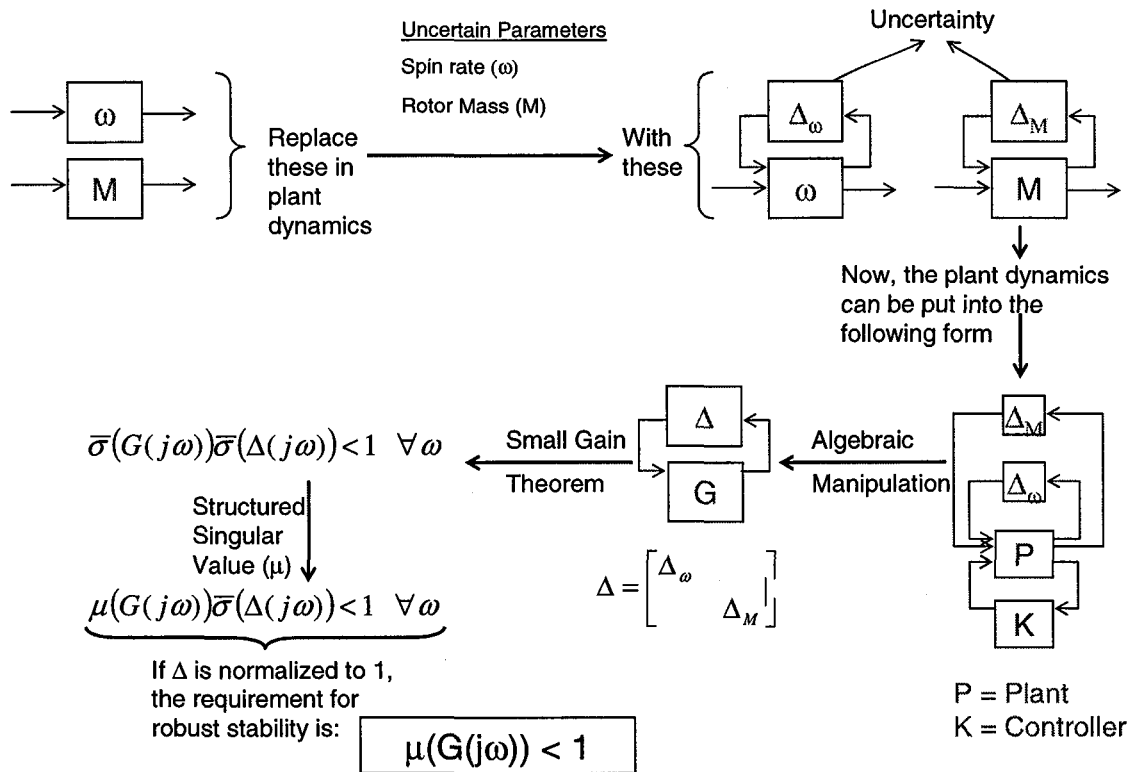 Uncertainty
Uncertain Parameters
Spin rate (ω)
Rotor Mass (M)
ω
M
Replace
these in
plant
dynamics
With
these
Δω
ω
ΔM
M
Now, the plant dynamics
can be put into the
following form
ΔM
Δω
P
K
P = Plant
K = Controller
Algebraic
Manipulation
Δ
G
Δ = [Δω ΔM]
Small Gain
Theorem
σ̅(G(jω))σ̅(Δ(jω))<1 ∀ω
Structured
Singular
Value (μ)
μ(G(jω))σ̅(Δ(jω))<1 ∀ω
If Δ is normalized to 1,
the requirement for
robust stability is:
μ(G(jω)) < 1